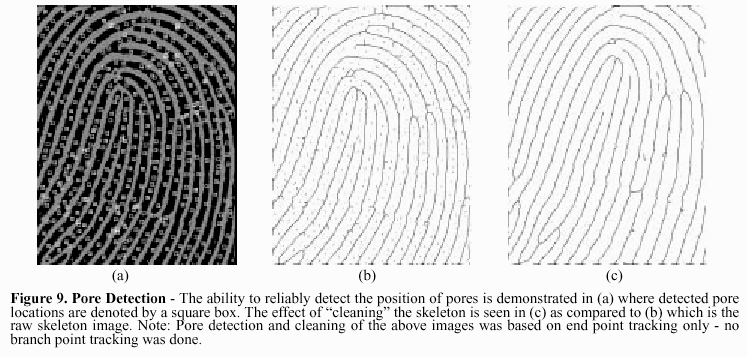 (a) (b) (c)
Figure 9. Pore Detection - The ability to reliably detect the position of pores is demonstrated in (a) where detected pore
locations are denoted by a square box. The effect of “cleaning” the skeleton is seen in (c) as compared to (b) which is the
raw skeleton image. Note: Pore detection and cleaning of the above images was based on end point tracking only - no
branch point tracking was done.